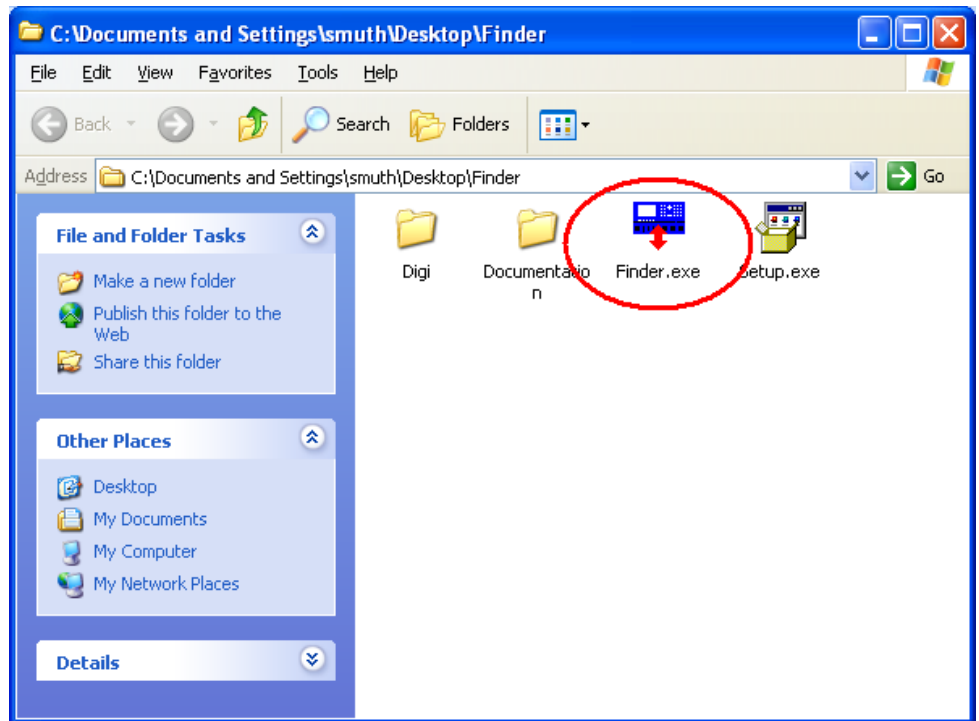 C:\Documents and Settings\smuth\Desktop\Finder
File Edit View Favorites Tools Help
Back Search Folders
Address C:\Documents and Settings\smuth\Desktop\Finder Go
File and Folder Tasks
Make a new folder
Publish this folder to the
Web
Share this folder
Other Places
Desktop
My Documents
My Computer
My Network Places
Details
Digi
Documentatio
n
Finder.exe
Setup.exe